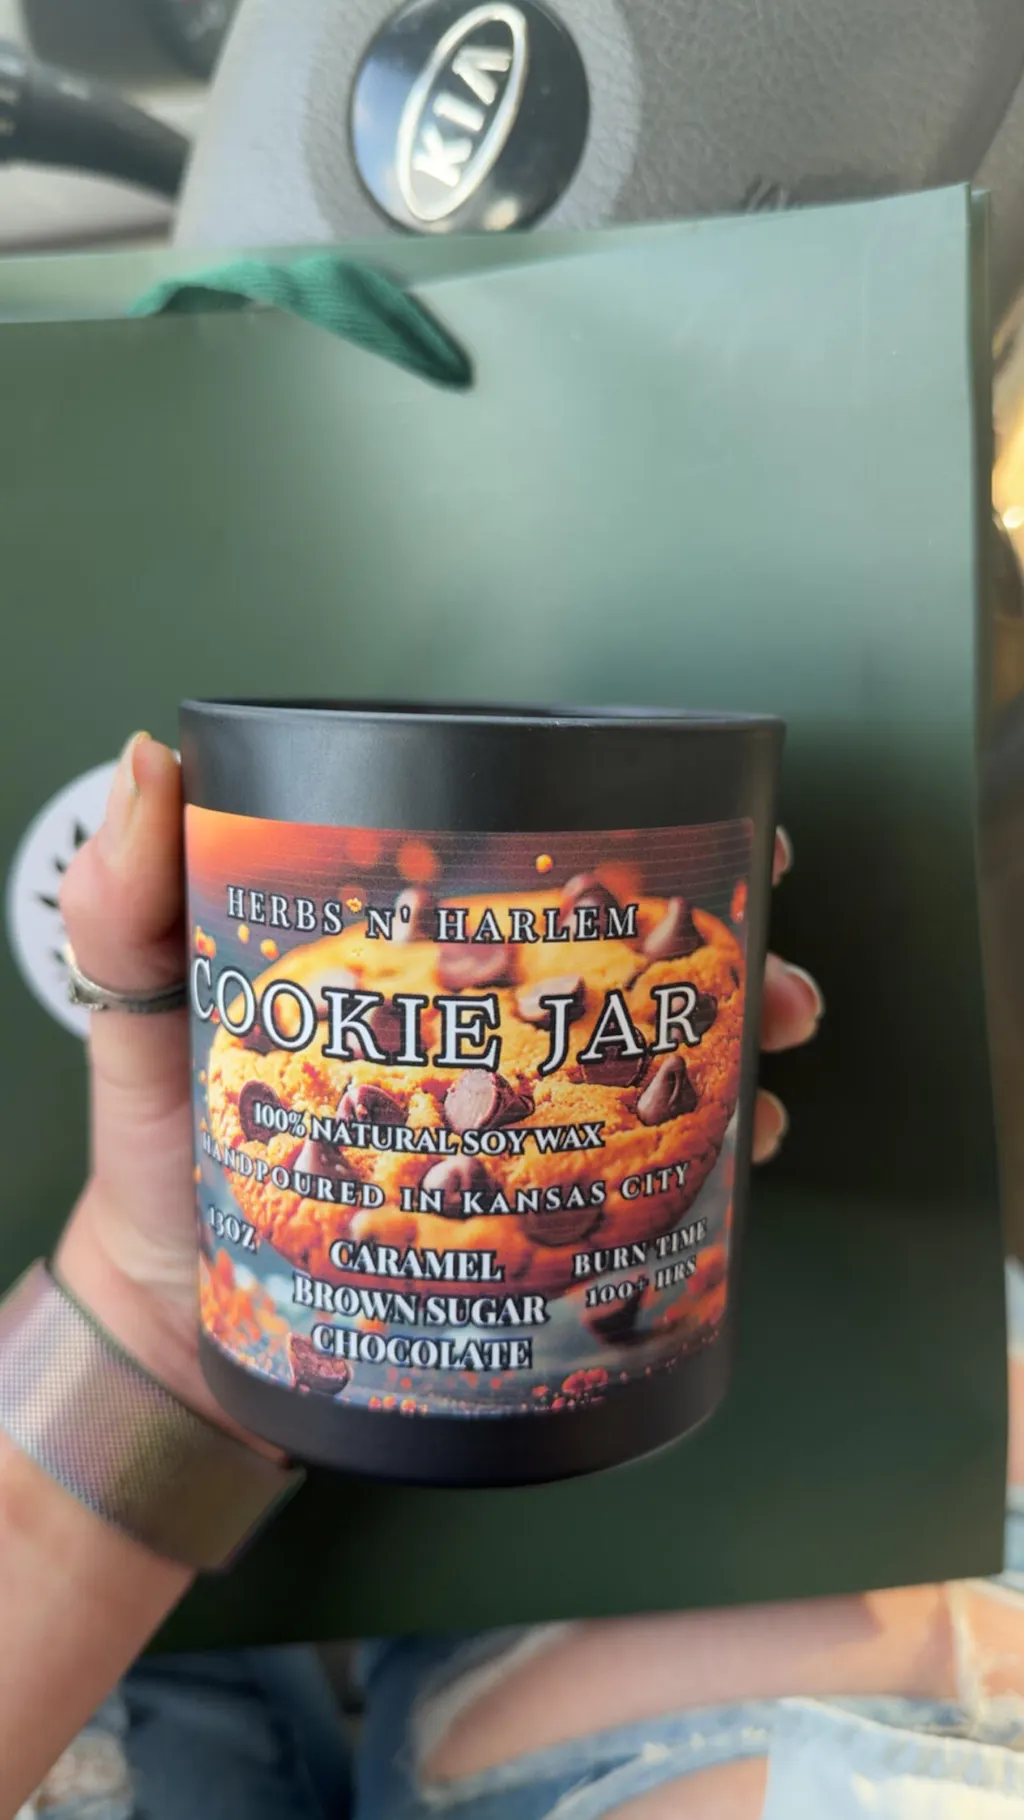 KIA
HERBS N' HARLEM
COOKIE JAR
100% NATURAL SOY WAX
HANDPOURED IN KANSAS CITY
13OZ
CARAMEL
BROWN SUGAR
CHOCOLATE
BURN TIME
100+ HRS